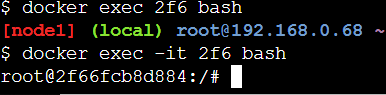 $ docker exec 2f6 bash
[node1] (local) root@192.168.0.68 ~
$ docker exec -it 2f6 bash
root@2f66fcb8d884:/#